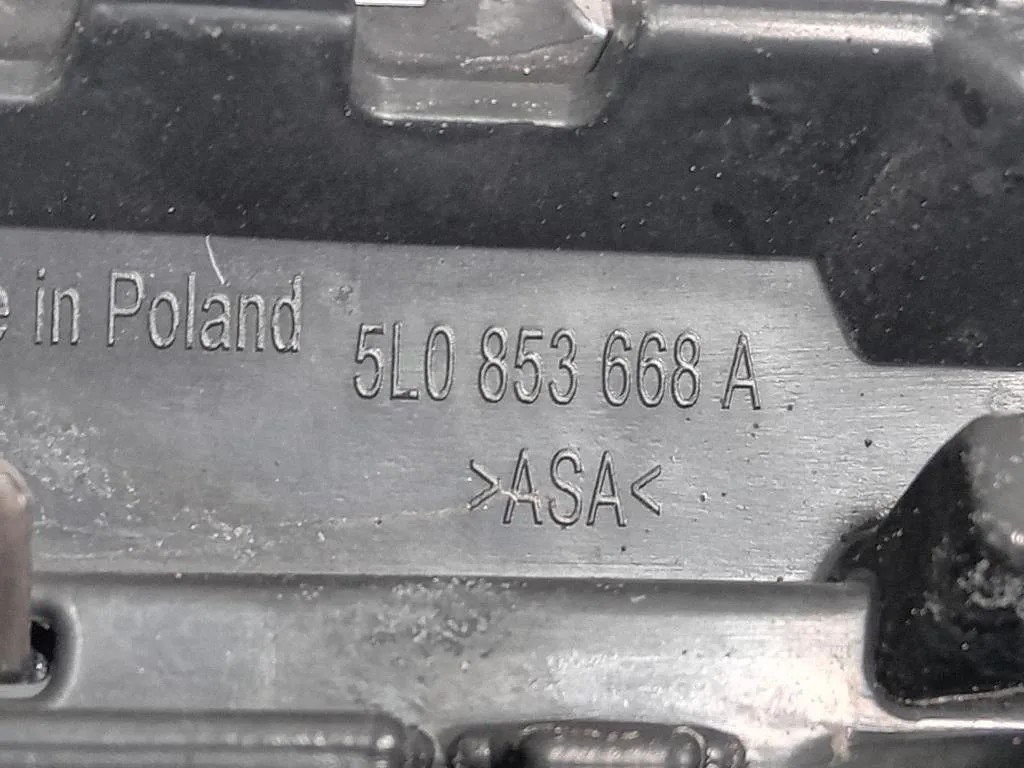 in Poland
5L0 853 668 A
>ASA<